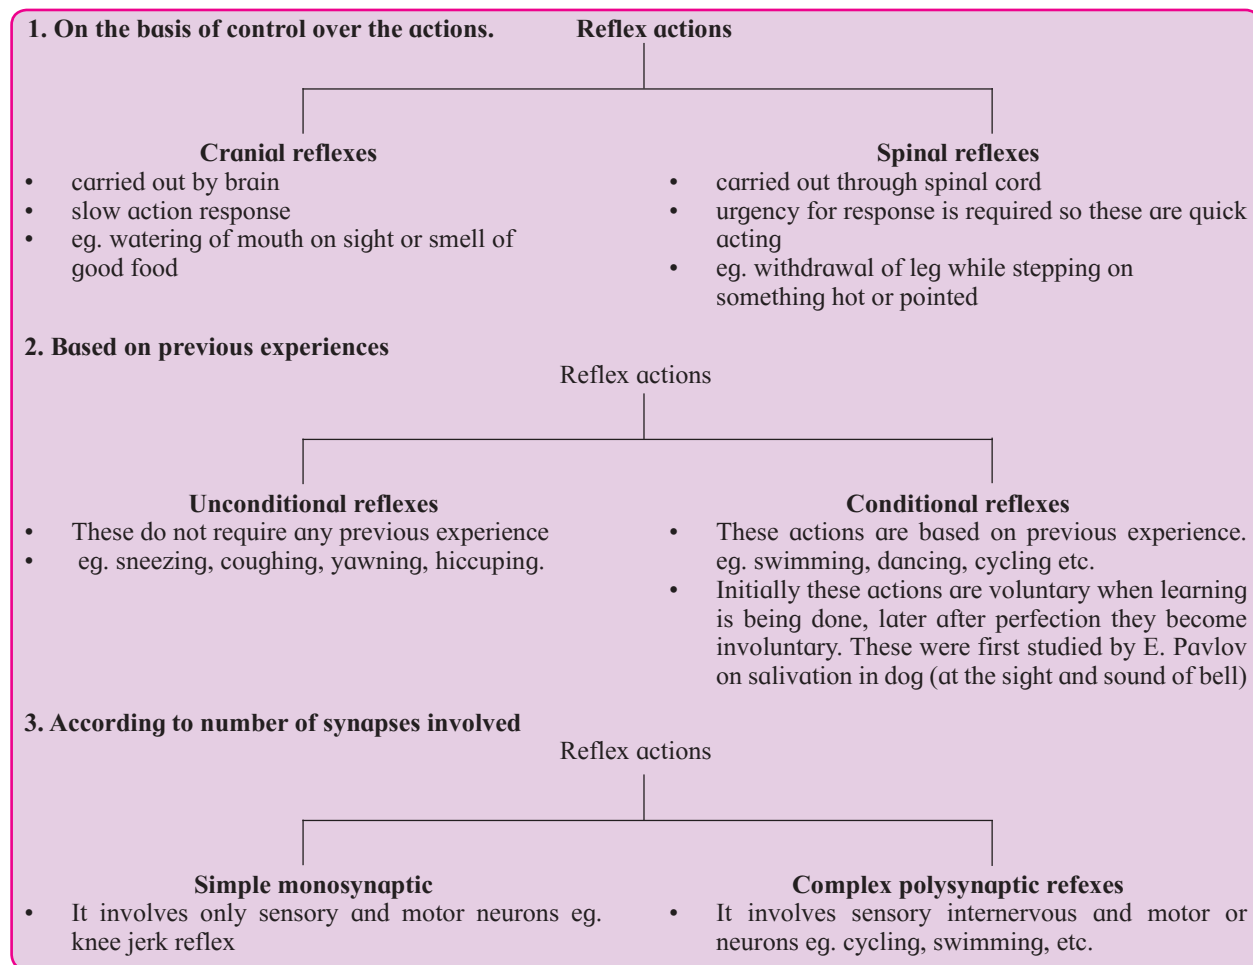 1. On the basis of control over the actions. Reflex actions
Cranial reflexes
• carried out by brain
• slow action response
• eg. watering of mouth on sight or smell of
good food
Spinal reflexes
• carried out through spinal cord
• urgency for response is required so these are quick
acting
• eg. withdrawal of leg while stepping on
something hot or pointed
2. Based on previous experiences
Reflex actions
Unconditional reflexes
• These do not require any previous experience
• eg. sneezing, coughing, yawning, hiccuping.
Conditional reflexes
• These actions are based on previous experience.
eg. swimming, dancing, cycling etc.
• Initially these actions are voluntary when learning
is being done, later after perfection they become
involuntary. These were first studied by E. Pavlov
on salivation in dog (at the sight and sound of bell)
3. According to number of synapses involved
Reflex actions
Simple monosynaptic
• It involves only sensory and motor neurons eg.
knee jerk reflex
Complex polysynaptic refexes
• It involves sensory internervous and motor or
neurons eg. cycling, swimming, etc.